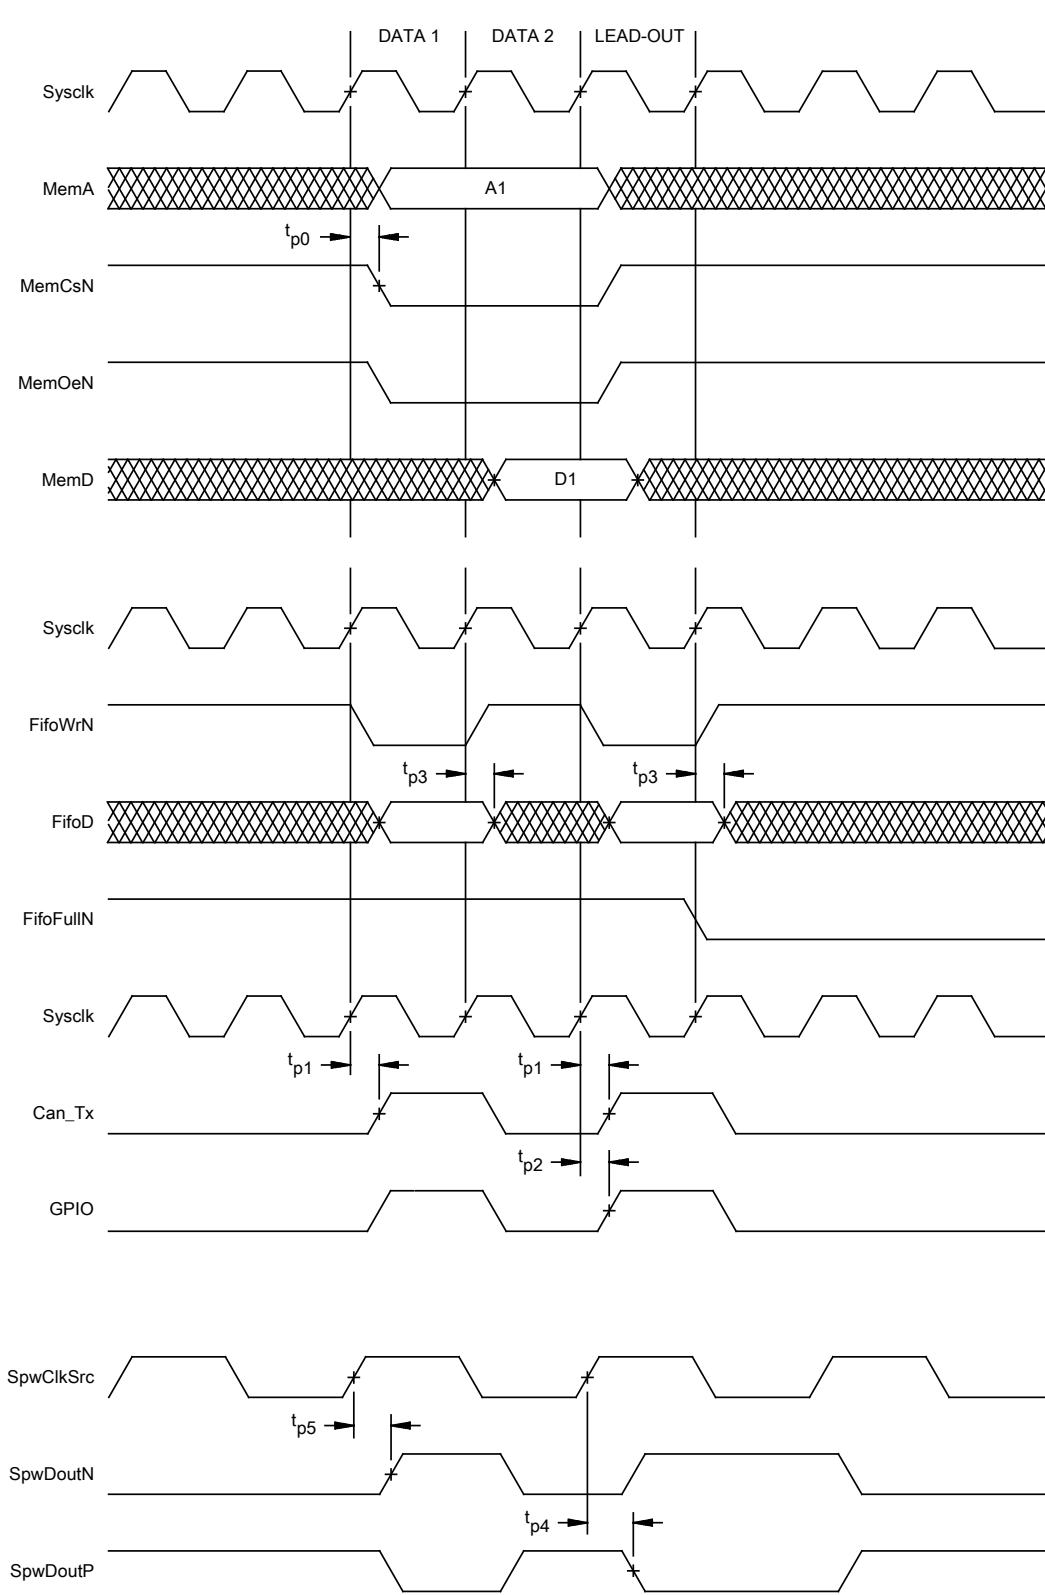 DATA 1 DATA 2 LEAD-OUT
Sysclk
MemA A1
tp0
MemCsN
MemOeN
MemD D1
Sysclk
FifoWrN
tp3 tp3
FifoD
FifoFullN
Sysclk
tp1 tp1
Can_Tx
tp2
GPIO
SpwClkSrc
tp5
SpwDoutN
tp4
SpwDoutP